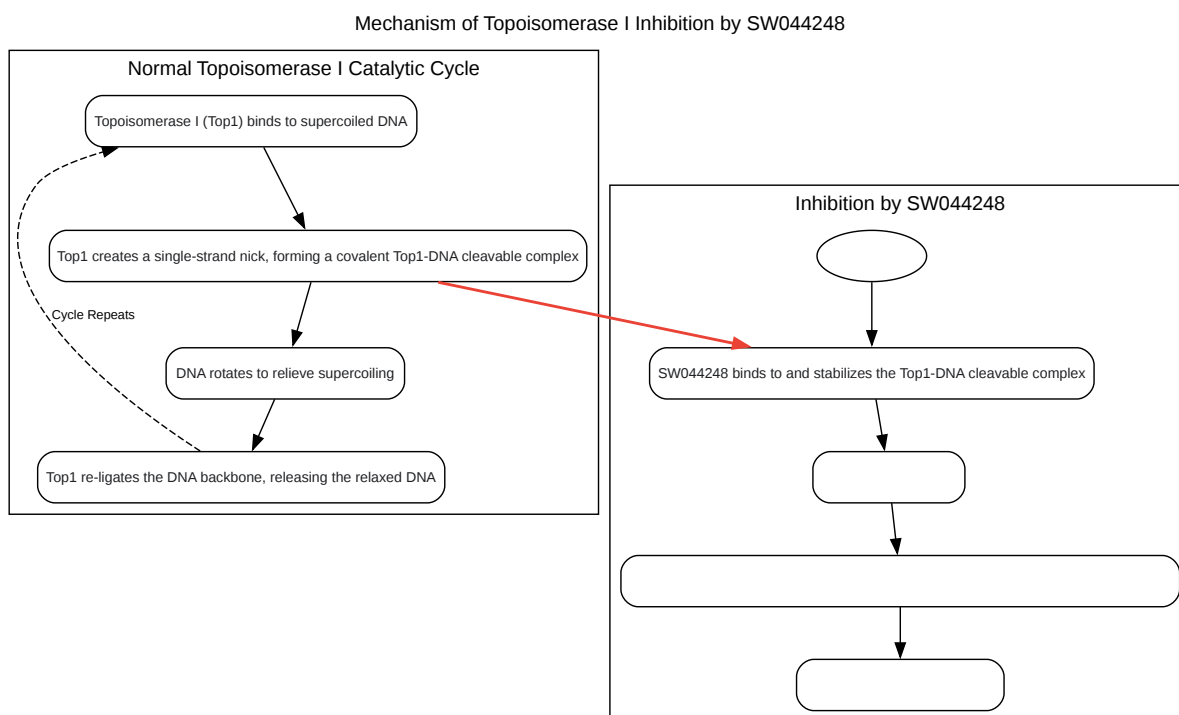 Mechanism of Topoisomerase I Inhibition by SW044248
Normal Topoisomerase I Catalytic Cycle
Topoisomerase I (Top1) binds to supercoiled DNA
Top1 creates a single-strand nick, forming a covalent Top1-DNA cleavable complex
Cycle Repeats
DNA rotates to relieve supercoiling
Top1 re-ligates the DNA backbone, releasing the relaxed DNA
Inhibition by SW044248
SW044248 binds to and stabilizes the Top1-DNA cleavable complex